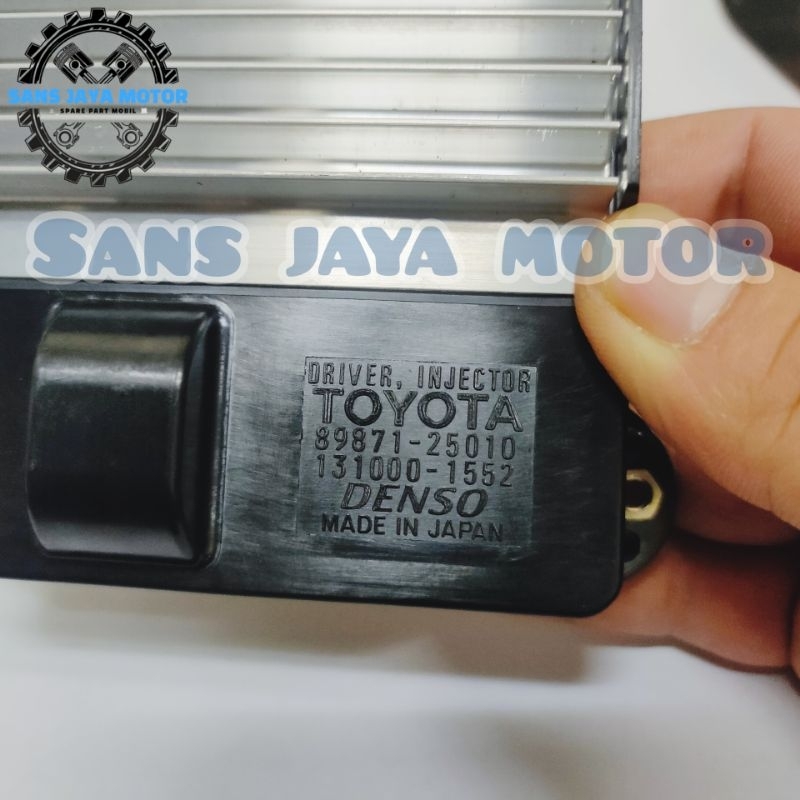 SANS JAYA MOTOR
SPARE PART MOBIL
SANS JAYA MOTOR
DRIVER, INJECTOR
TOYOTA
89871-25010
131000-1552
DENSO
MADE IN JAPAN